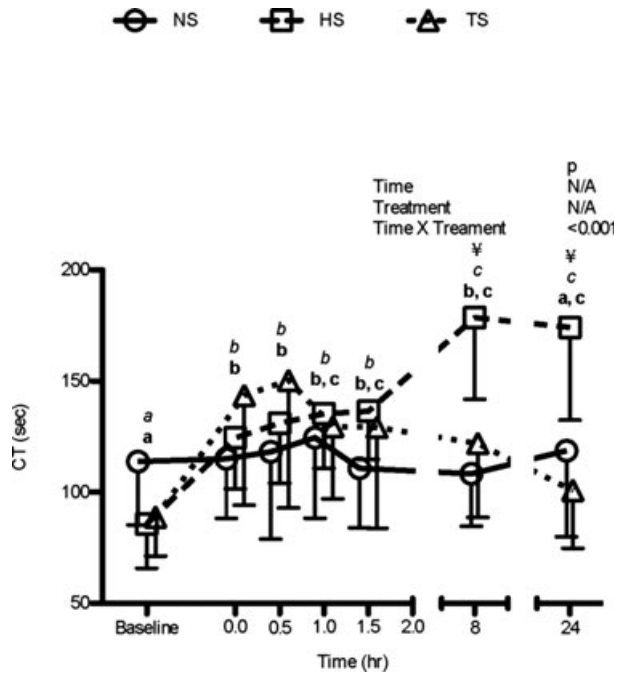 NS HS TS
p
Time N/A
Treatment N/A
Time X Treament <0.001
¥ ¥
c c
b, c a, c
200
b b b b
b b b, c b, c
150
a
a
CT (sec)
100
50
Baseline 0.0 0.5 1.0 1.5 2.0 8 24
Time (hr)